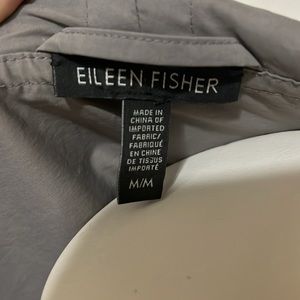 EILEEN FISHER
MADE IN
CHINA OF
IMPORTED
FABRIC/
FABRIQUÉ
EN CHINE
DE TISSUS
IMPORTÉ
M/M